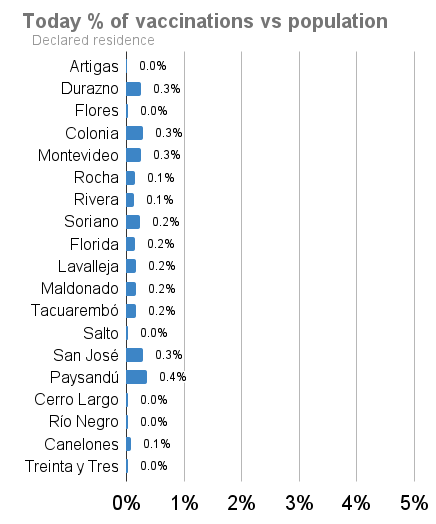 Today % of vaccinations vs population
Declared residence
Artigas 0.0%
Durazno 0.3%
Flores 0.0%
Colonia 0.3%
Montevideo 0.3%
Rocha 0.1%
Rivera 0.1%
Soriano 0.2%
Florida 0.2%
Lavalleja 0.2%
Maldonado 0.2%
Tacuarembó 0.2%
Salto 0.0%
San José 0.3%
Paysandú 0.4%
Cerro Largo 0.0%
Río Negro 0.0%
Canelones 0.1%
Treinta y Tres 0.0%
0% 1% 2% 3% 4% 5%